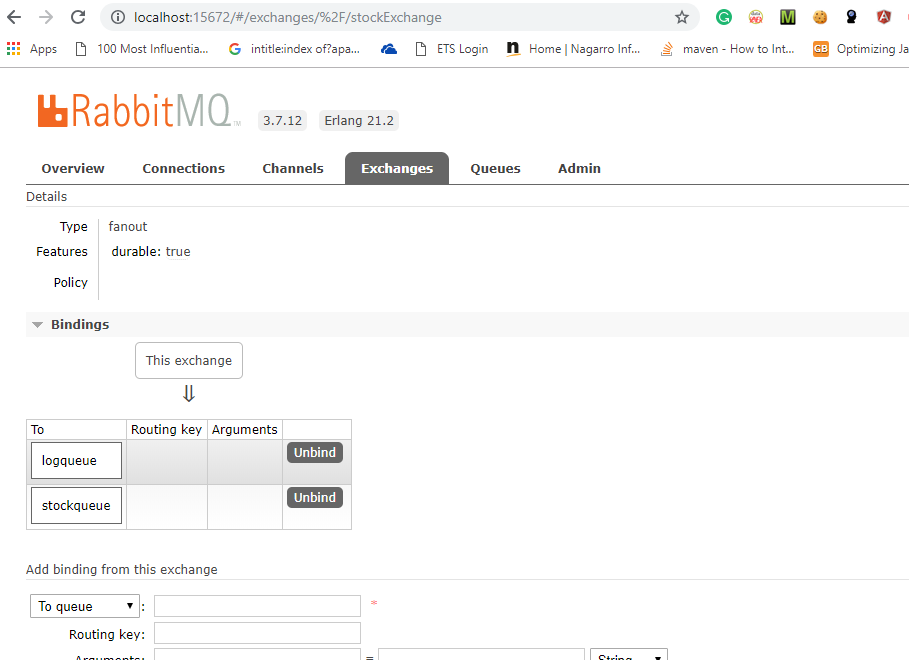 localhost:15672/#/exchanges/%2F/stockExchange
Apps 100 Most Influentia... intitle:index of?apa... ETS Login Home | Nagarro Inf... maven - How to Int... GB Optimizing Ja
RabbitMQ TM 3.7.12 Erlang 21.2
Overview Connections Channels Exchanges Queues Admin
Details
Type fanout
Features durable: true
Policy
Bindings
This exchange
⇓
To Routing key Arguments
logqueue Unbind
stockqueue Unbind
Add binding from this exchange
To queue : *
Routing key:
Arguments: = String